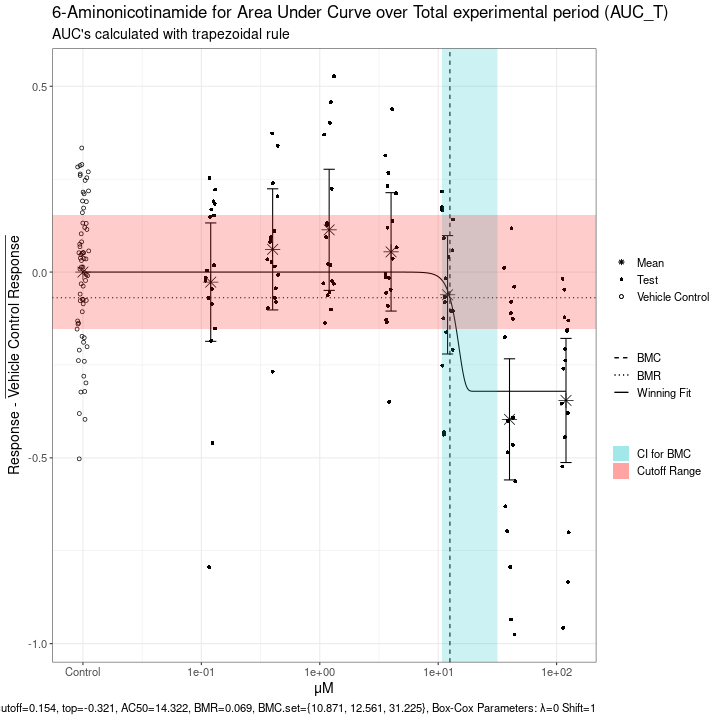 6-Aminonicotinamide for Area Under Curve over Total experimental period (AUC_T)
AUC's calculated with trapezoidal rule
Response - Vehicle Control Response
0.5
0.0
-0.5
-1.0
Control
1e-01
1e+00
1e+01
1e+02
μM
Mean
Test
Vehicle Control
BMC
BMR
Winning Fit
CI for BMC
Cutoff Range
utoff=0.154, top=-0.321, AC50=14.322, BMR=0.069, BMC.set={10.871, 12.561, 31.225}, Box-Cox Parameters: λ=0 Shift=1